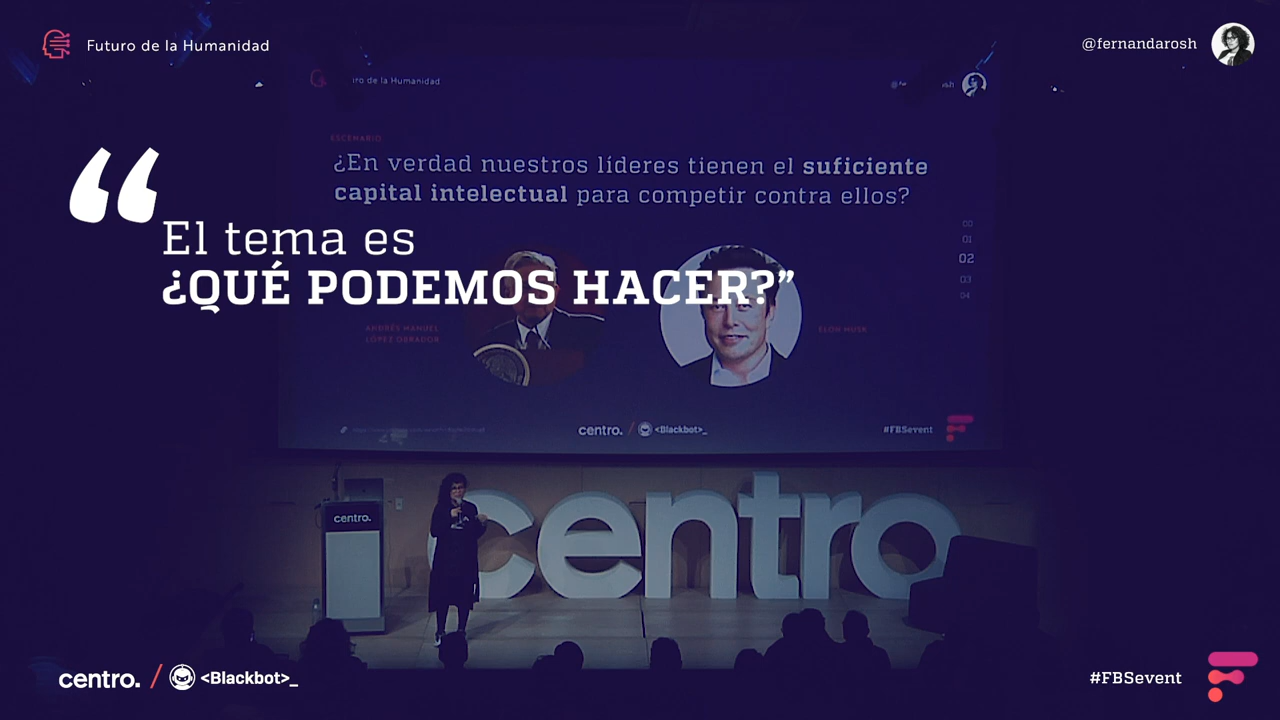 Futuro de la Humanidad
@fernandarosh
iro de la Humanidad
ESCENARIO
¿En verdad nuestros líderes tienen el suficiente
capital intelectual para competir contra ellos?
“
El tema es
¿QUÉ PODEMOS HACER?”
00
01
02
03
04
ANDRÉS MANUEL
LÓPEZ OBRADOR
ELON MUSK
centro. / <Blackbot>_
#FBSevent
centro.
centro
centro. / <Blackbot>_
#FBSevent